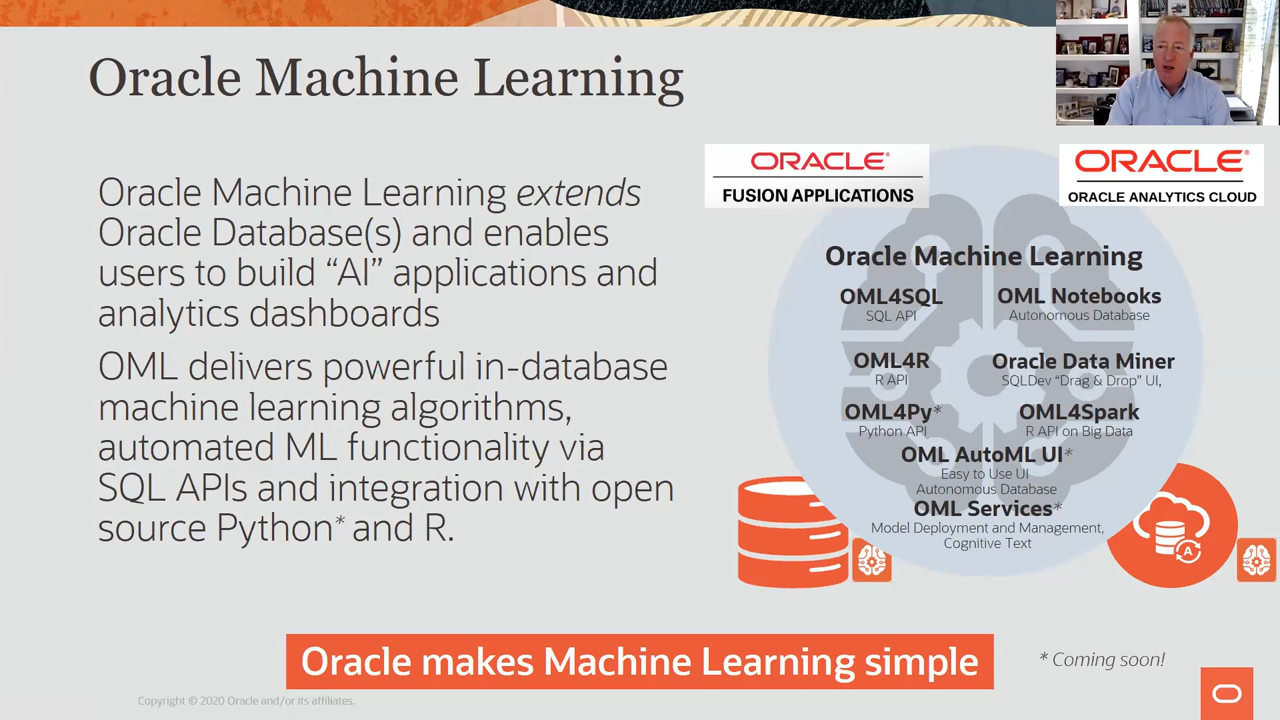 Oracle Machine Learning
Oracle Machine Learning extends
Oracle Database(s) and enables
users to build “AI” applications and
analytics dashboards
OML delivers powerful in-database
machine learning algorithms,
automated ML functionality via
SQL APIs and integration with open
source Python* and R.
ORACLE®
FUSION APPLICATIONS
ORACLE®
ORACLE ANALYTICS CLOUD
Oracle Machine Learning
OML4SQL
SQL API
OML Notebooks
Autonomous Database
OML4R
R API
Oracle Data Miner
SQLDev “Drag & Drop” UI,
OML4Py*
Python API
OML4Spark
R API on Big Data
OML AutoML UI*
Easy to Use UI
Autonomous Database
OML Services*
Model Deployment and Management,
Cognitive Text
A
Oracle makes Machine Learning simple
* Coming soon!
Copyright © 2020 Oracle and/or its affiliates.